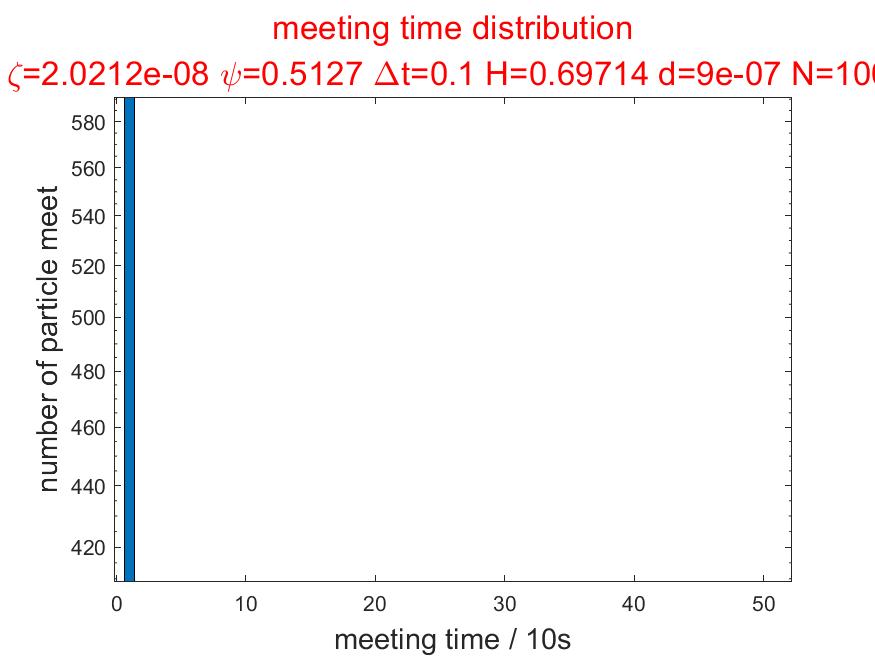 meeting time distribution
ζ=2.0212e-08 ψ=0.5127 Δt=0.1 H=0.69714 d=9e-07 N=100
number of particle meet
580
560
540
520
500
480
460
440
420
0 10 20 30 40 50
meeting time / 10s